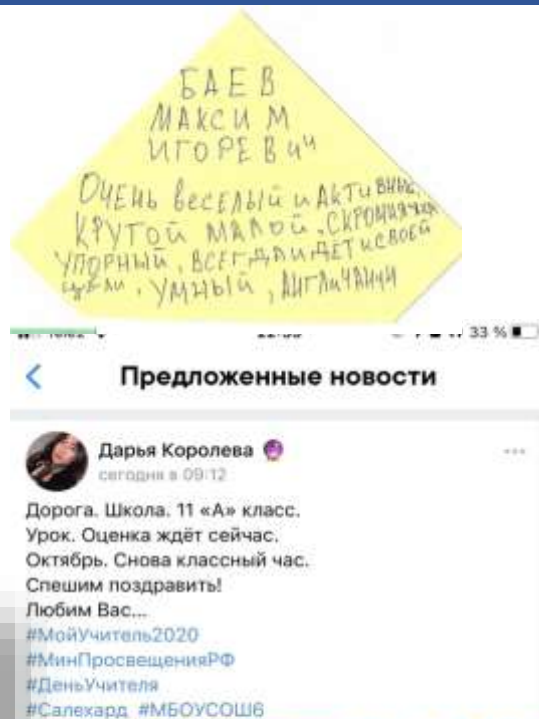 БАЕВ
МАКСИМ
ИГОРЕВИЧ
ОЧЕНЬ ВЕСЕЛЫЙ И АКТИВНЫЙ,
КРУТОЙ МАЛОЙ, СКРОМНЯЖКА
УПОРНЫЙ, ВСЕГДА ИДЕТ К СВОЕЙ
ЦЕЛИ, УМНЫЙ, АНГЛИЧАНИН
33 %
Предложенные новости
Дарья Королева
сегодня в 09:12
Дорога. Школа. 11 «А» класс.
Урок. Оценка ждёт сейчас.
Октябрь. Снова классный час.
Спешим поздравить!
Любим Вас...
#МойУчитель2020
#МинПросвещенияРФ
#ДеньУчителя
#Салехард #МБОУСОШ6